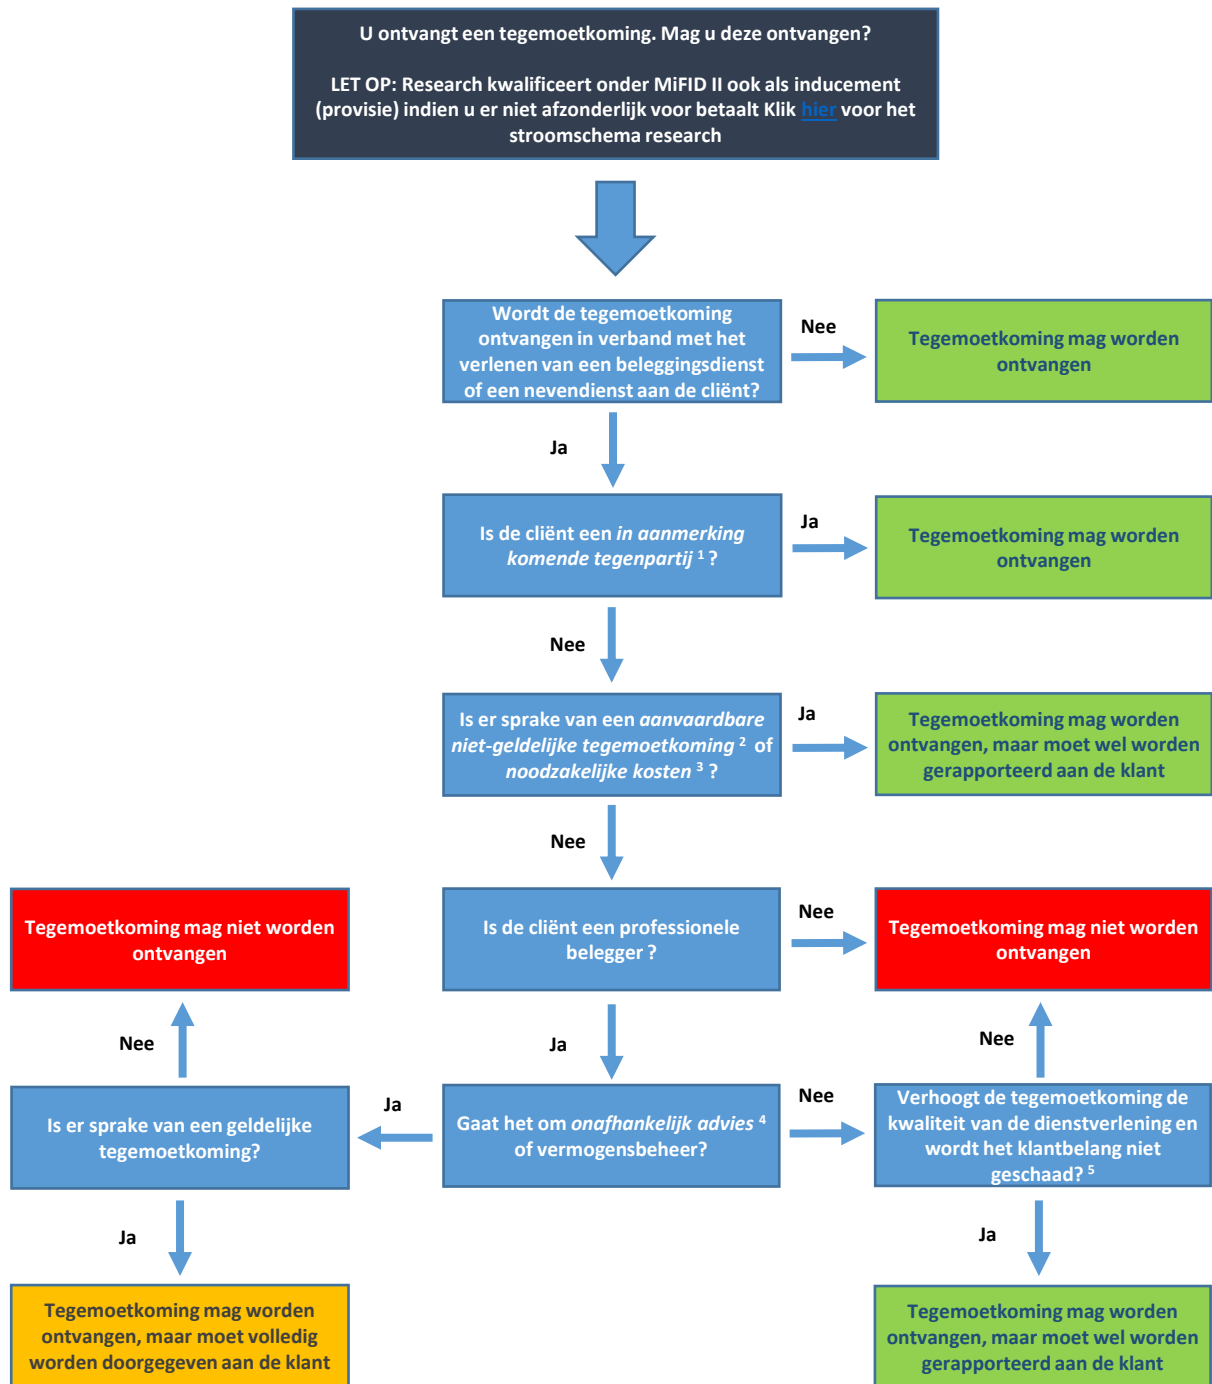 U ontvangt een tegemoetkoming. Mag u deze ontvangen?
LET OP: Research kwalificeert onder MiFID II ook als inducement
(provisie) indien u er niet afzonderlijk voor betaalt Klik hier voor het
stroomschema research
Wordt de tegemoetkoming
ontvangen in verband met het
verlenen van een beleggingsdienst
of een nevendienst aan de cliënt?
Nee
Tegemoetkoming mag worden
ontvangen
Ja
Is de cliënt een in aanmerking
komende tegenpartij 1 ?
Ja
Tegemoetkoming mag worden
ontvangen
Nee
Is er sprake van een aanvaardbare
niet-geldelijke tegemoetkoming 2 of
noodzakelijke kosten 3 ?
Ja
Tegemoetkoming mag worden
ontvangen, maar moet wel worden
gerapporteerd aan de klant
Nee
Tegemoetkoming mag niet worden
ontvangen
Is de cliënt een professionele
belegger ?
Nee
Tegemoetkoming mag niet worden
ontvangen
Nee
Ja
Nee
Is er sprake van een geldelijke
tegemoetkoming?
Ja
Gaat het om onafhankelijk advies 4
of vermogensbeheer?
Nee
Verhoogt de tegemoetkoming de
kwaliteit van de dienstverlening en
wordt het klantbelang niet
geschaad? 5
Ja
Ja
Tegemoetkoming mag worden
ontvangen, maar moet volledig
worden doorgegeven aan de klant
Tegemoetkoming mag worden
ontvangen, maar moet wel worden
gerapporteerd aan de klant